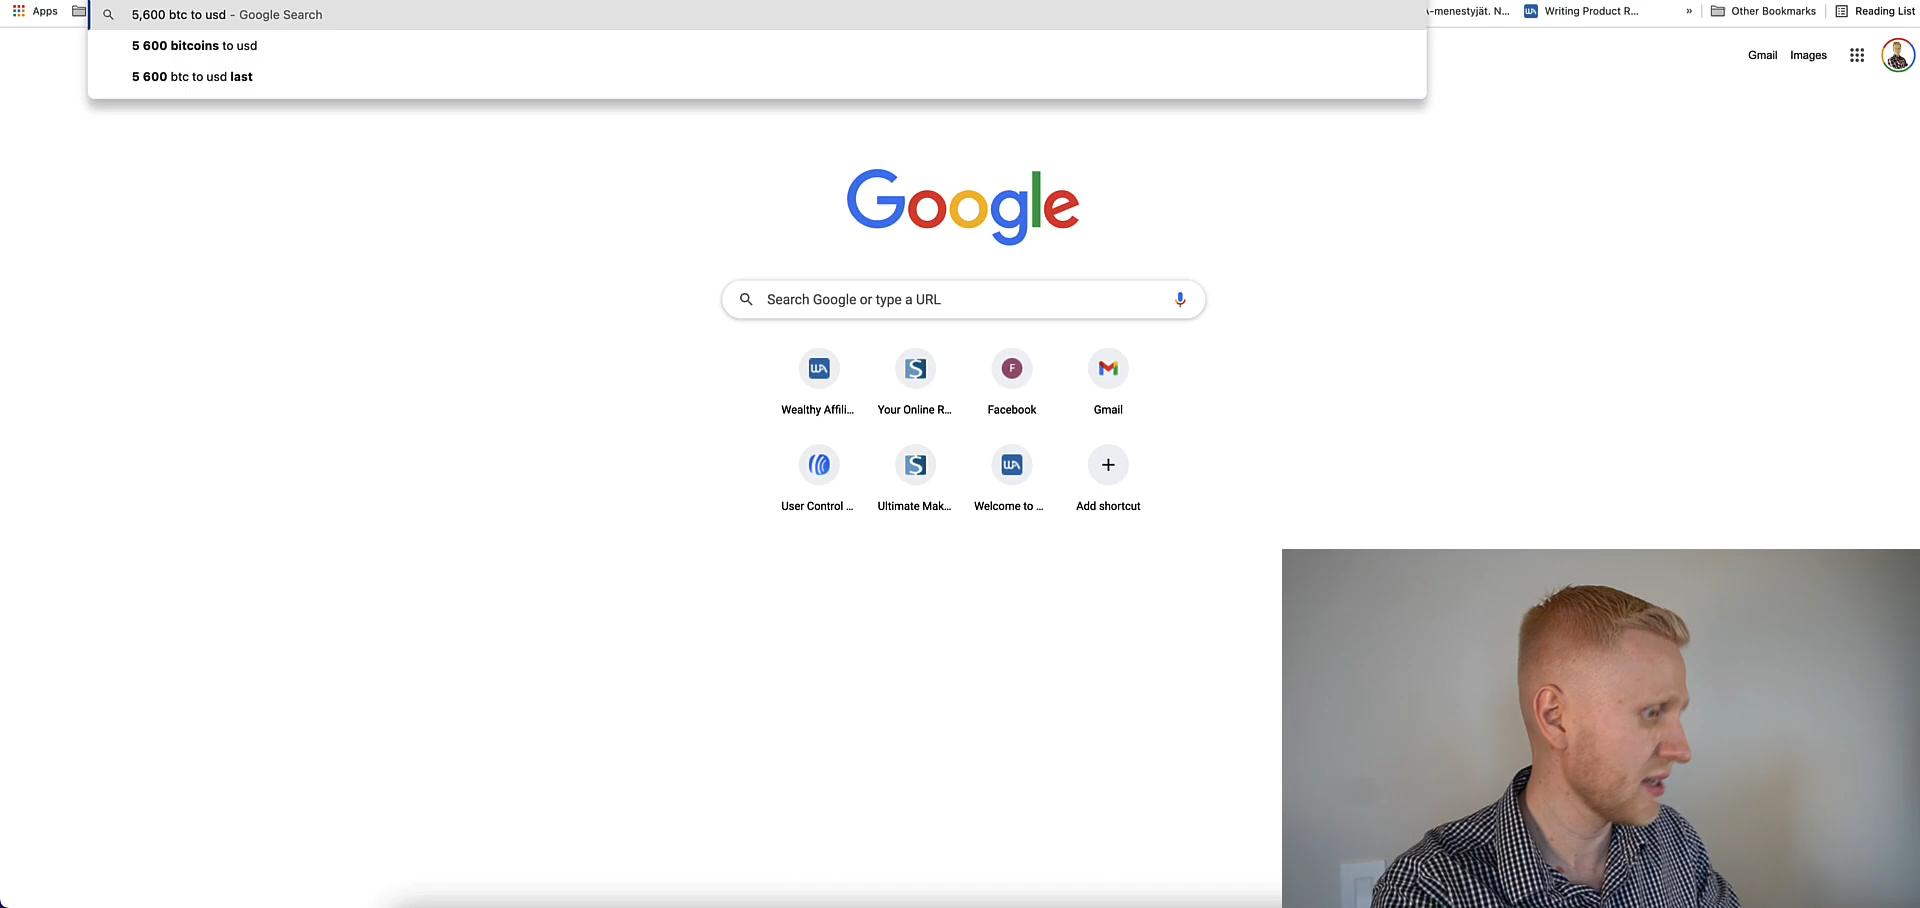 Apps
5,600 btc to usd - Google Search
-menestyjät. N...
Writing Product R...
»
Other Bookmarks
Reading List
5 600 bitcoins to usd
5 600 btc to usd last
Gmail
Images
Google
Search Google or type a URL
Wealthy Affili...
Your Online R...
F
Facebook
Gmail
User Control ...
Ultimate Mak...
WA
Welcome to ...
Add shortcut